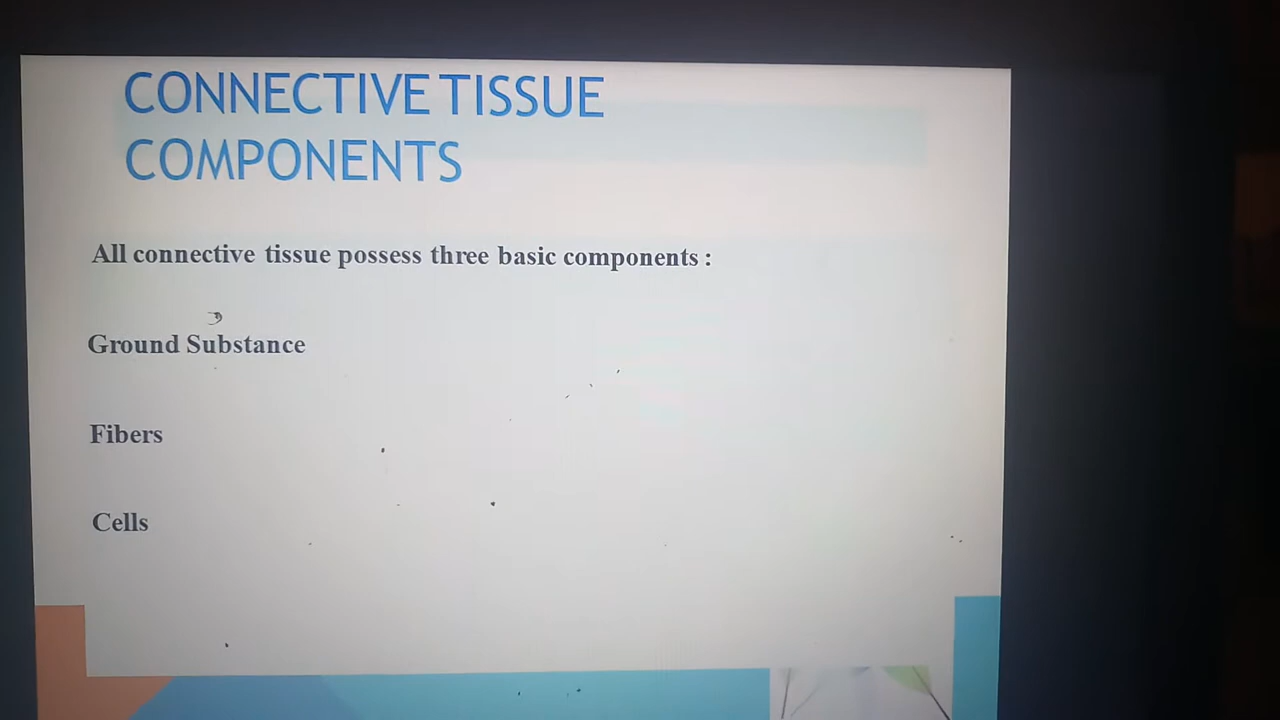 CONNECTIVE TISSUE
COMPONENTS
All connective tissue possess three basic components :
Ground Substance
Fibers
Cells